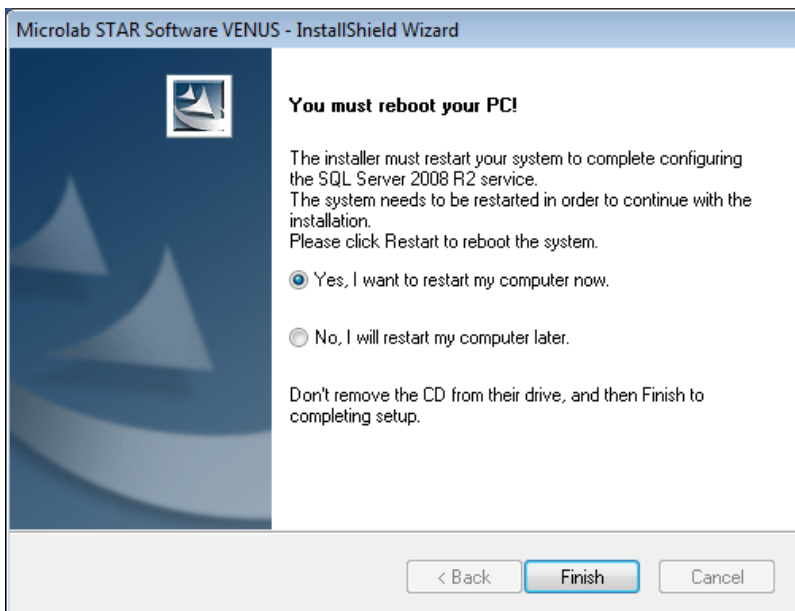 Microlab STAR Software VENUS - InstallShield Wizard
You must reboot your PC!
The installer must restart your system to complete configuring
the SQL Server 2008 R2 service.
The system needs to be restarted in order to continue with the
installation.
Please click Restart to reboot the system.
Yes, I want to restart my computer now.
No, I will restart my computer later.
Don't remove the CD from their drive, and then Finish to
completing setup.
< Back
Finish
Cancel